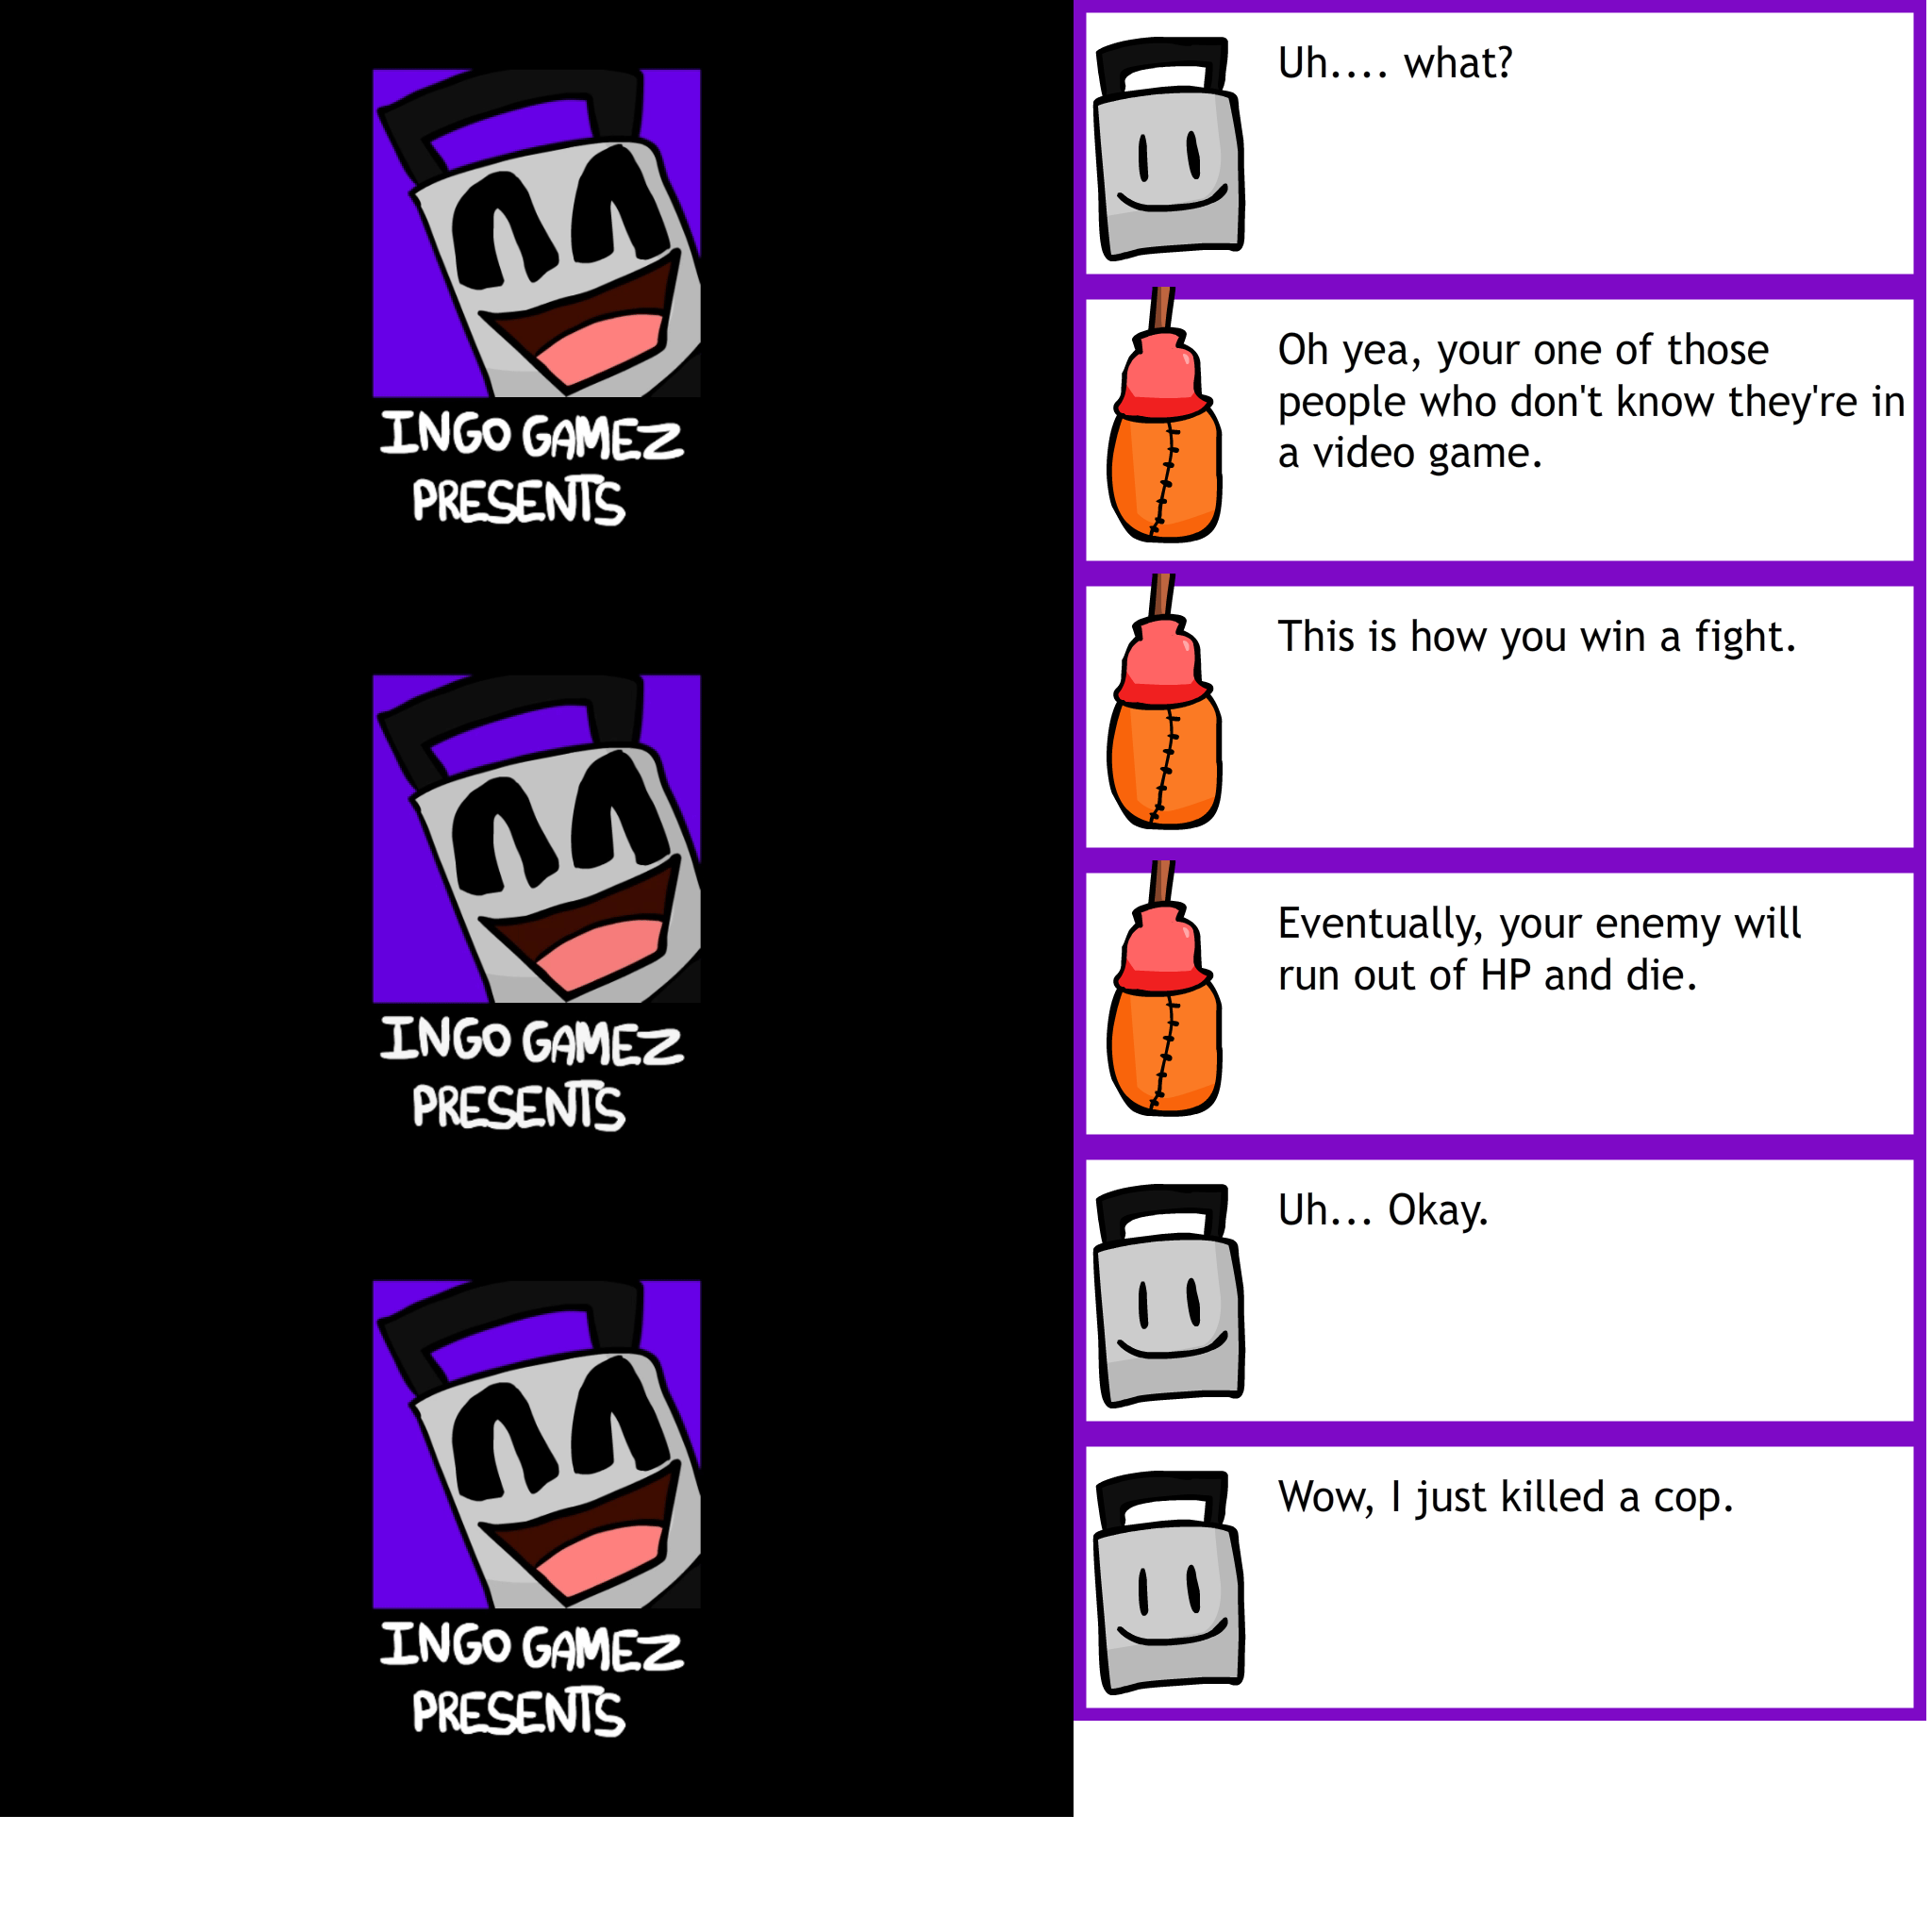 INGO GAMEZ
PRESENTS
INGO GAMEZ
PRESENTS
INGO GAMEZ
PRESENTS
Uh.... what?
Oh yea, your one of those
people who don't know they're in
a video game.
This is how you win a fight.
Eventually, your enemy will
run out of HP and die.
Uh... Okay.
Wow, I just killed a cop.